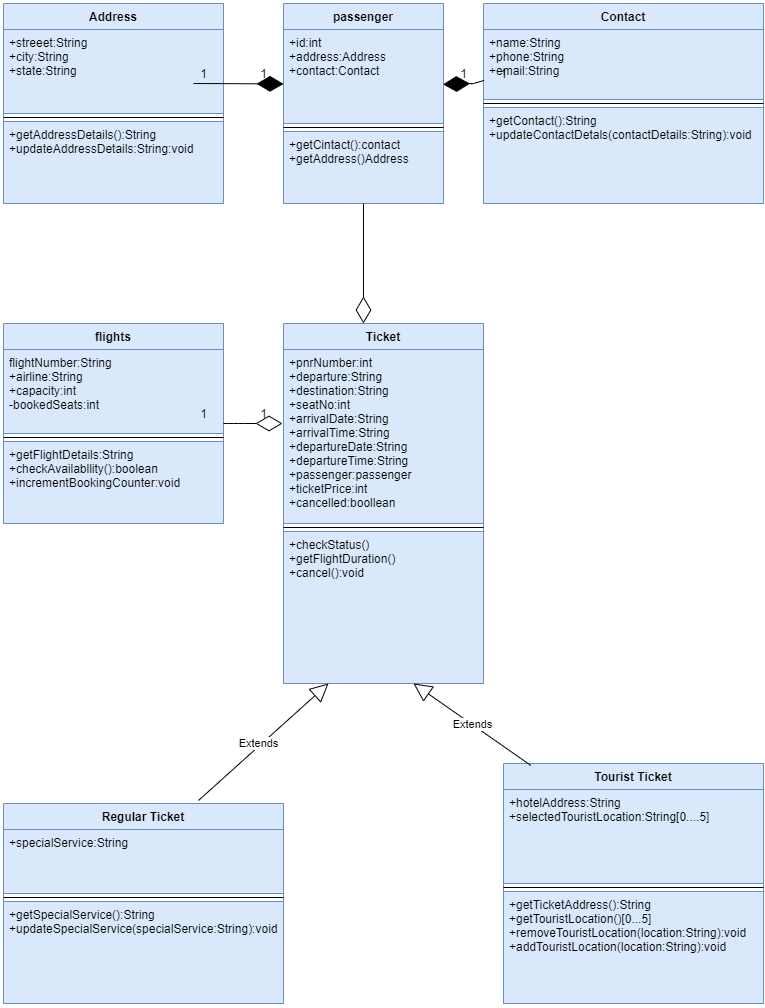 Address
+streeet:String
+city:String
+state:String
+getAddressDetails():String
+updateAddressDetails:String:void
1
1
passenger
+id:int
+address:Address
+contact:Contact
+getCintact():contact
+getAddress()Address
1
1
Contact
+name:String
+phone:String
+email:String
+getContact():String
+updateContactDetals(contactDetails:String):void
flights
flightNumber:String
+airline:String
+capacity:int
-bookedSeats:int
+getFlightDetails:String
+checkAvailabllity():boolean
+incrementBookingCounter:void
1
1
Ticket
+pnrNumber:int
+departure:String
+destination:String
+seatNo:int
+arrivalDate:String
+arrivalTime:String
+departureDate:String
+departureTime:String
+passenger:passenger
+ticketPrice:int
+cancelled:boollean
+checkStatus()
+getFlightDuration()
+cancel():void
Extends
Extends
Regular Ticket
+specialService:String
+getSpecialService():String
+updateSpecialService(specialService:String):void
Tourist Ticket
+hotelAddress:String
+selectedTouristLocation:String[0....5]
+getTicketAddress():String
+getTouristLocation()[0...5]
+removeTouristLocation(location:String):void
+addTouristLocation(location:String):void